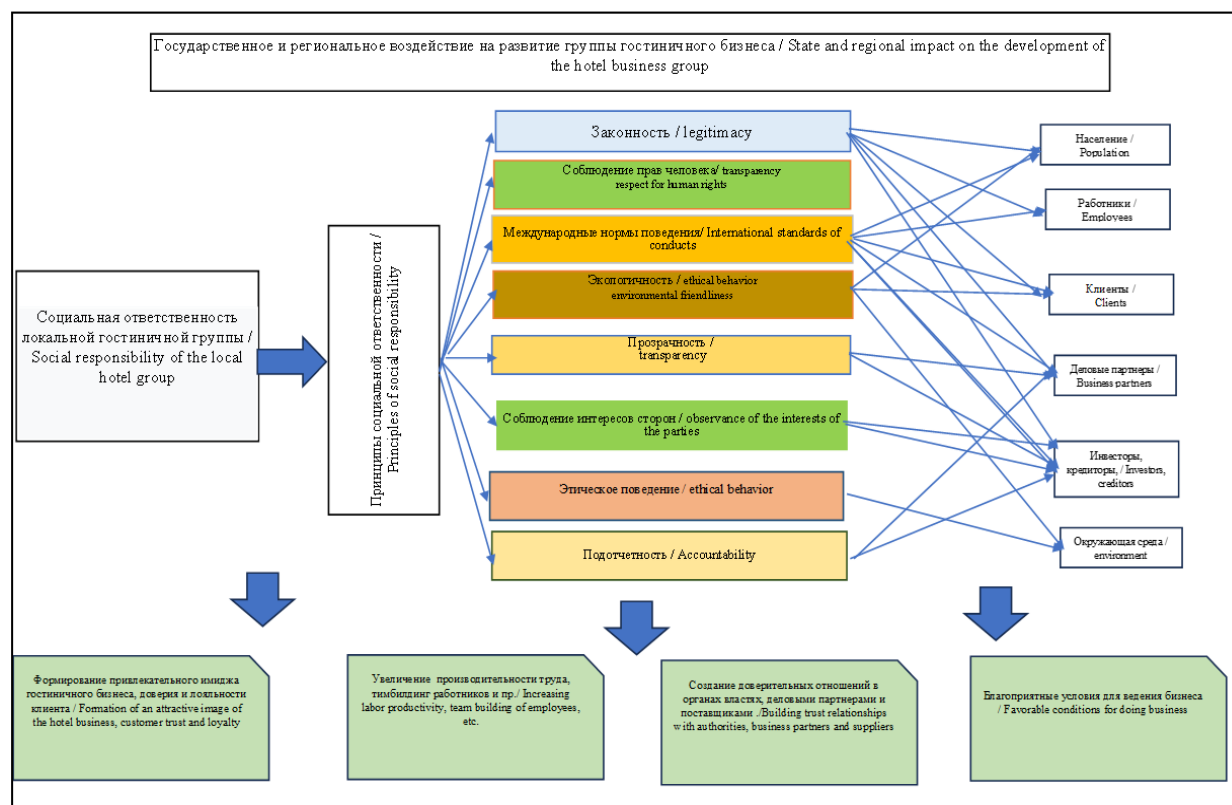 Государственное и региональное воздействие на развитие группы гостиничного бизнеса / State and regional impact on the development of
the hotel business group
Социальная ответственность
локальной гостиничной группы /
Social responsibility of the local
hotel group
Принципы социальной ответственности /
Principles of social responsibility
Законность / legitimacy
Соблюдение прав человека/ transparency
respect for human rights
Международные нормы поведения/ International standards of
conducts
Экологичность / ethical behavior
environmental friendliness
Прозрачность /
transparency
Соблюдение интересов сторон / observance of the interests of
the parties
Этическое поведение / ethical behavior
Подотчетность / Accountability
Население /
Population
Работники /
Employees
Клиенты /
Clients
Деловые партнеры /
Business partners
Инвесторы,
кредиторы, / Investors,
creditors
Окружающая среда /
environment
Формирование привлекательного имиджа
гостиничного бизнеса, доверия и лояльности
клиента / Formation of an attractive image of
the hotel business, customer trust and loyalty
Увеличение производительности труда,
тимбилдинг работников и пр./ Increasing
labor productivity, team building of employees,
etc.
Создание доверительных отношений в
органах властях, деловыми партнерами и
поставщиками ./Building trust relationships
with authorities, business partners and suppliers
Благоприятные условия для ведения бизнеса
/ Favorable conditions for doing business